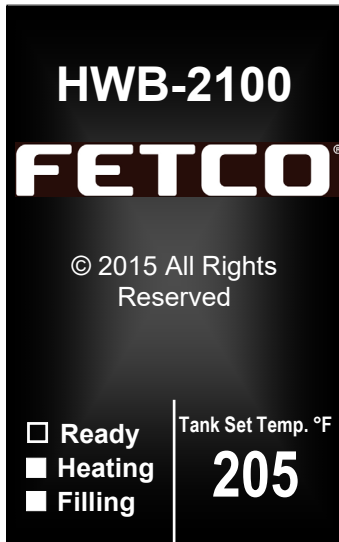 HWB-2100
FETCO®
© 2015 All Rights
Reserved
Ready
Heating
Filling
Tank Set Temp. °F
205